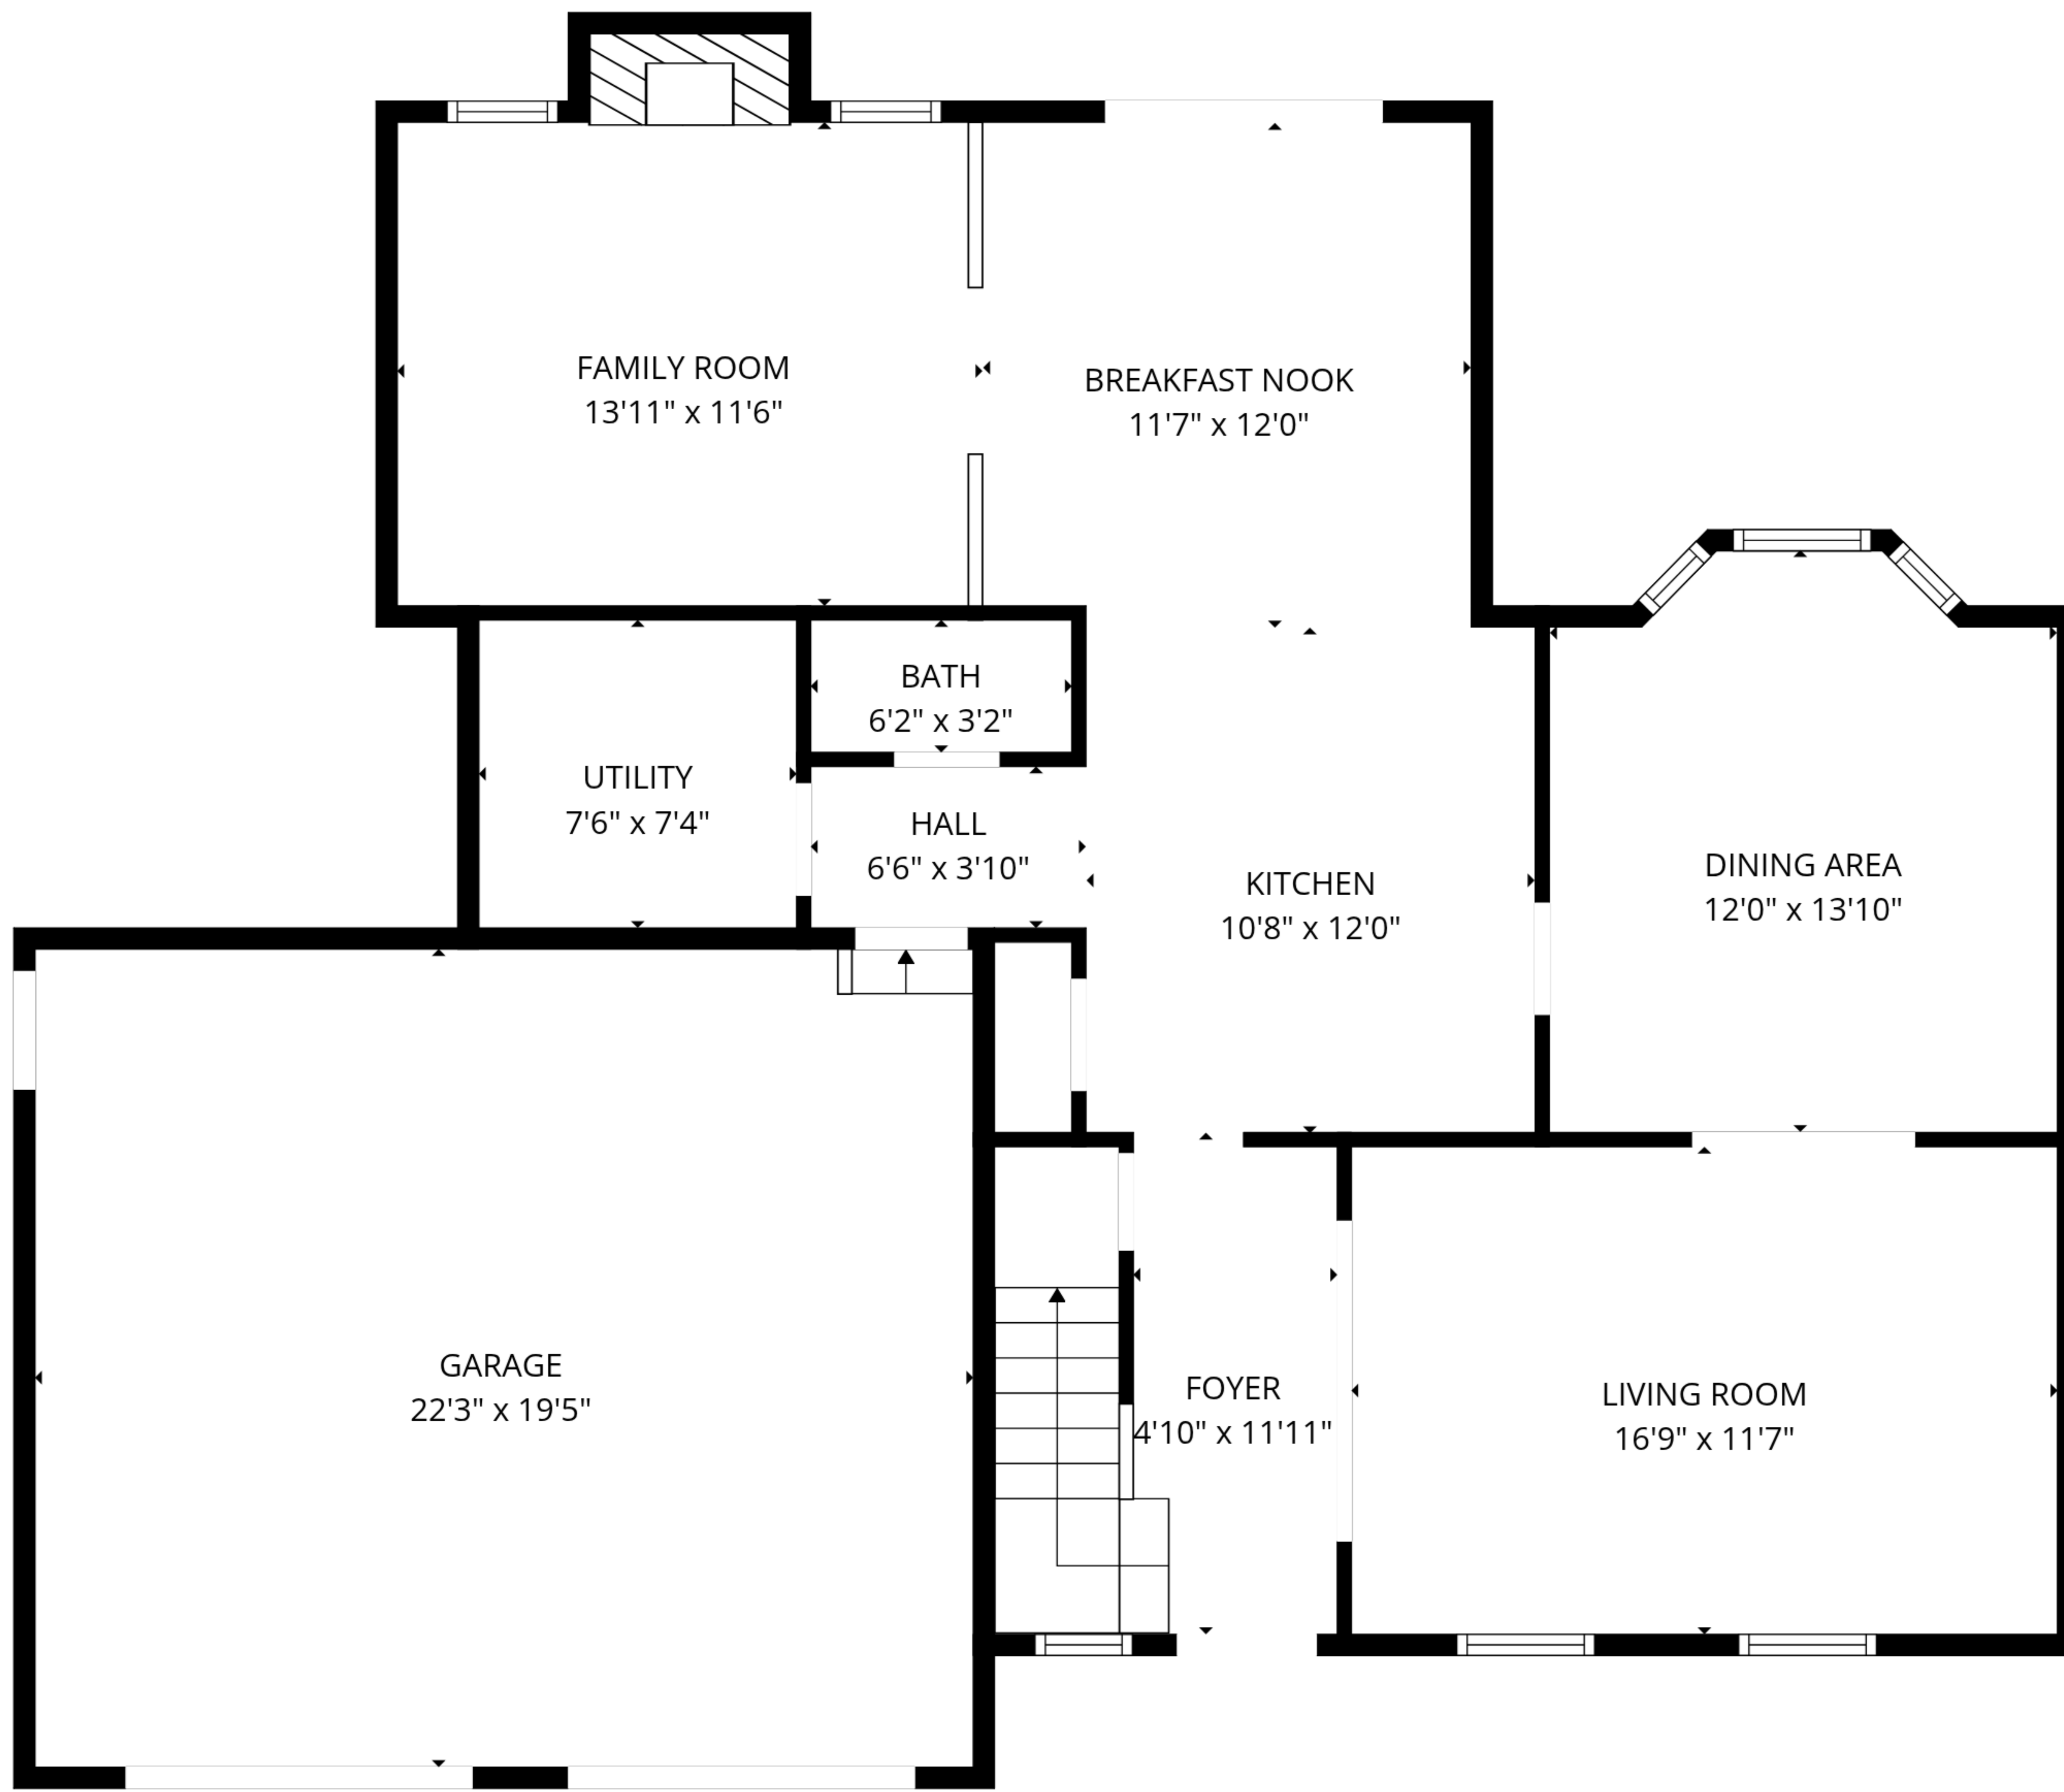 FAMILY ROOM
13'11" x 11'6"
BREAKFAST NOOK
11'7" x 12'0"
BATH
6'2" x 3'2"
UTILITY
7'6" x 7'4"
HALL
6'6" x 3'10"
KITCHEN
10'8" x 12'0"
DINING AREA
12'0" x 13'10"
GARAGE
22'3" x 19'5"
FOYER
4'10" x 11'11"
LIVING ROOM
16'9" x 11'7"